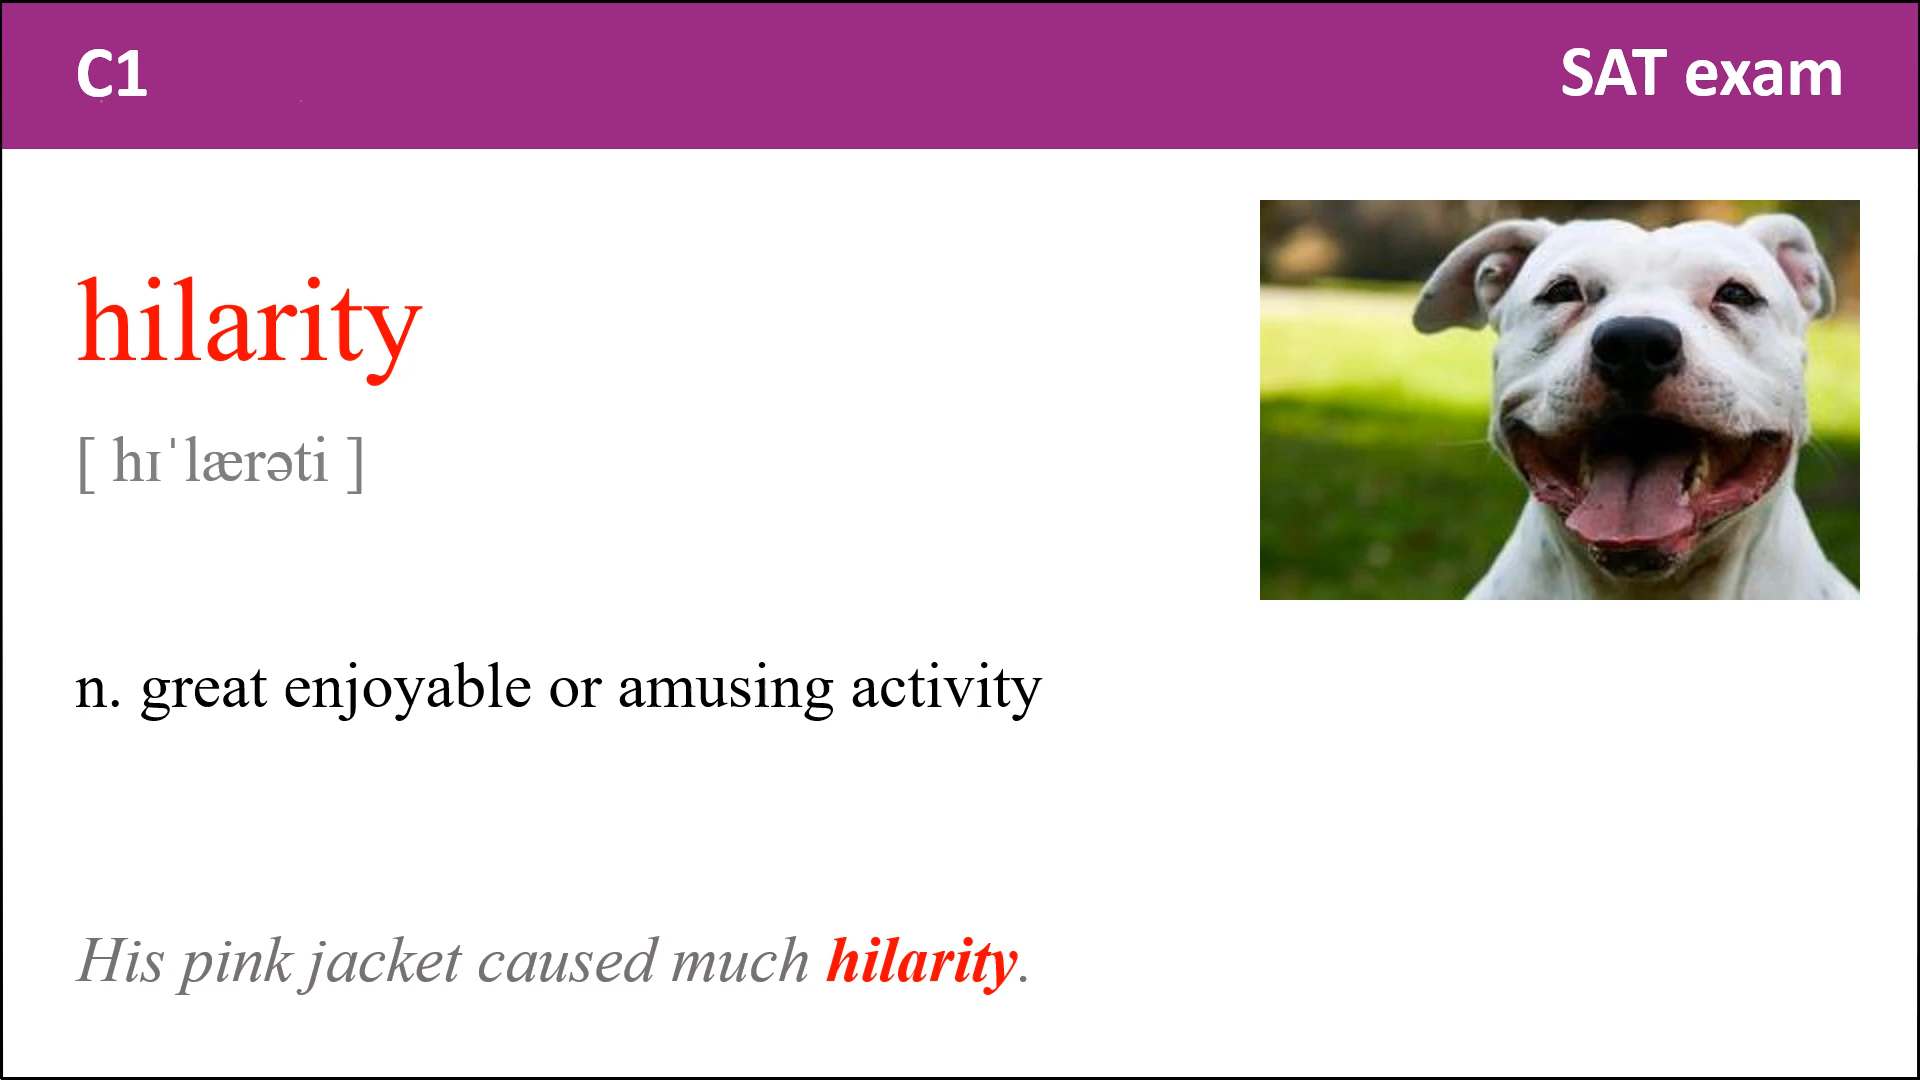 C1 SAT exam
hilarity
[ hɪˈlærəti ]
n. great enjoyable or amusing activity
His pink jacket caused much hilarity.